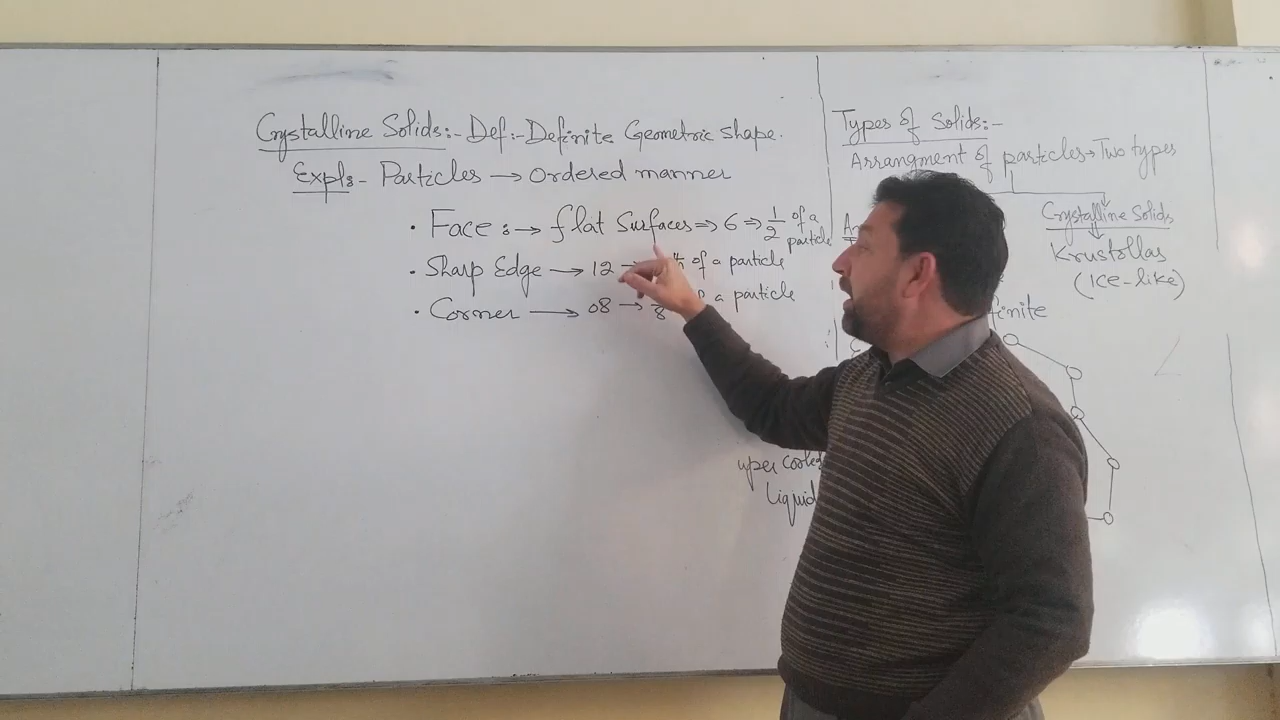 Crystalline Solids:- Def:- Definite Geometric shape.
Expl:- Particles → Ordered manner
· Face :→ flat Surfaces ⇒ 6 ⇒ 1/2 of a particle
· Sharp Edge → 12 → of a particle
· Corner → 08 → 8 a particle
Types of Solids:-
Arrangment of particles → Two types
Crystalline Solids
Krustollas
(Ice-like)
Liquid